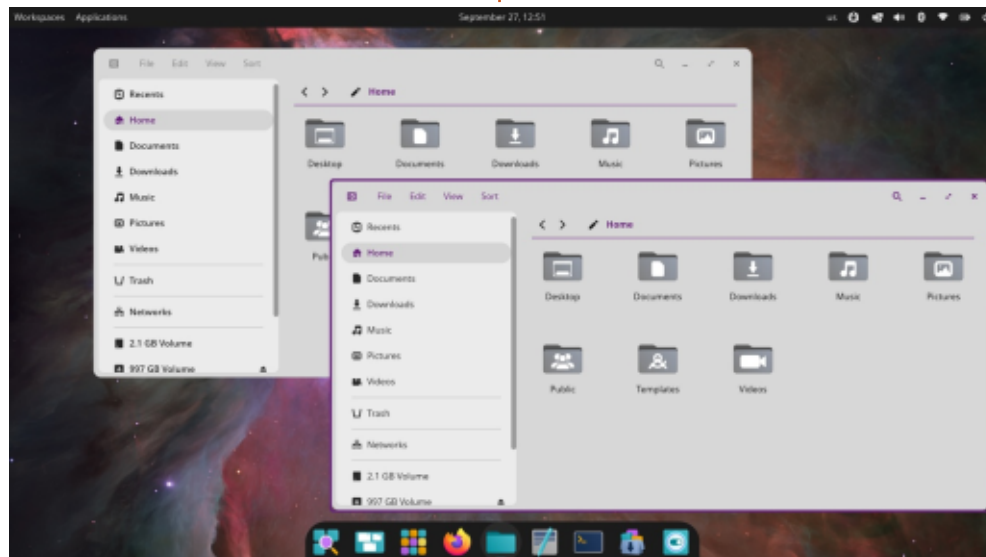 Workspaces Applications
September 27, 12:51
us
File Edit View Sort
Recents
Home
Documents
Downloads
Music
Pictures
Videos
Trash
Networks
2.1 GB Volume
997 GB Volume
Home
Desktop Documents Downloads Music Pictures
File Edit View Sort
Recents
Home
Documents
Downloads
Music
Pictures
Videos
Trash
Networks
2.1 GB Volume
997 GB Volume
Home
Desktop Documents Downloads Music Pictures
Public Templates Videos